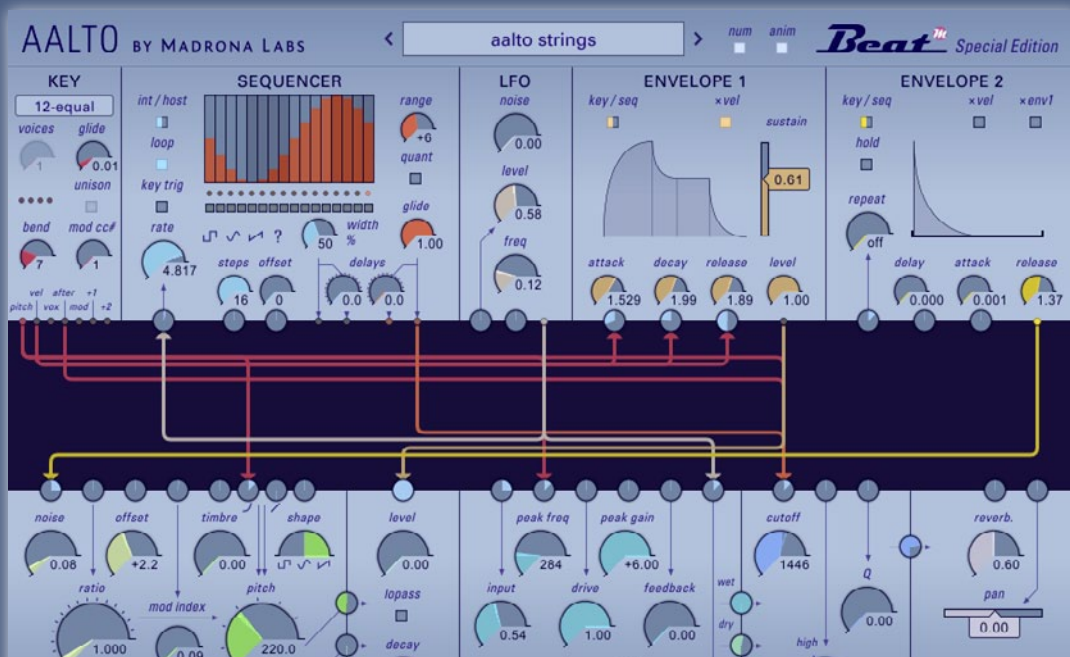 AALTO BY MADRONA LABS
aalto strings
num anim
Beat m Special Edition
KEY
12-equal
voices glide
1 0.01
unison
bend mod cc#
7 1
vel after +1
pitch vox mod +2
SEQUENCER
int / host
loop
key trig
rate
4.817
range
+6
quant
glide
1.00
width
%
50
steps offset delays
16 0 0.0 0.0
LFO
noise
0.00
level
0.58
freq
0.12
ENVELOPE 1
key / seq ×vel
sustain
0.61
attack decay release level
1.529 1.99 1.89 1.00
ENVELOPE 2
key / seq ×vel ×env1
hold
repeat
off
delay attack release
0.000 0.001 1.37
noise offset timbre shape
0.08 +2.2 0.00
ratio mod index pitch
1.000 0.09 220.0
level
0.00
lopass
decay
peak freq peak gain
284 +6.00
input drive feedback
0.54 1.00 0.00
wet
dry
cutoff
1446
Q
0.00
high
reverb.
0.60
pan
0.00